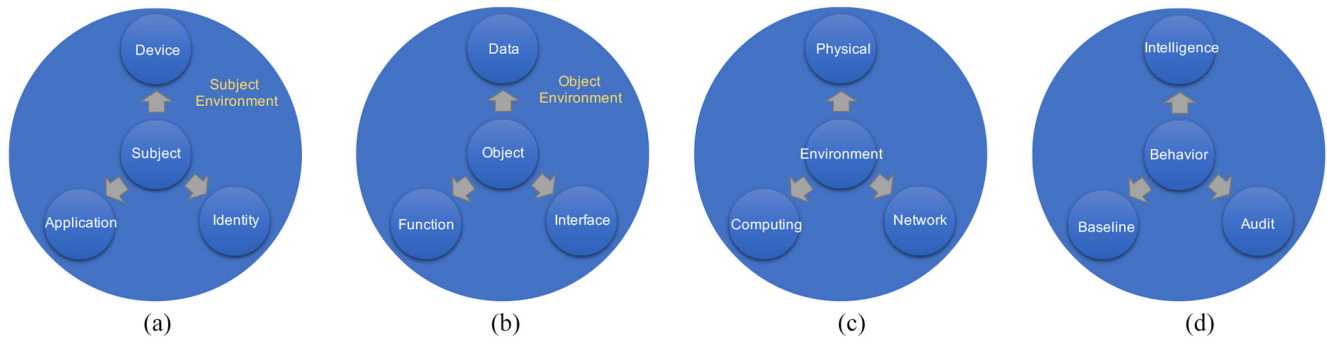 Device
Subject
Environment
Subject
Application
Identity
(a)
Data
Object
Environment
Object
Function
Interface
(b)
Physical
Environment
Computing
Network
(c)
Intelligence
Behavior
Baseline
Audit
(d)